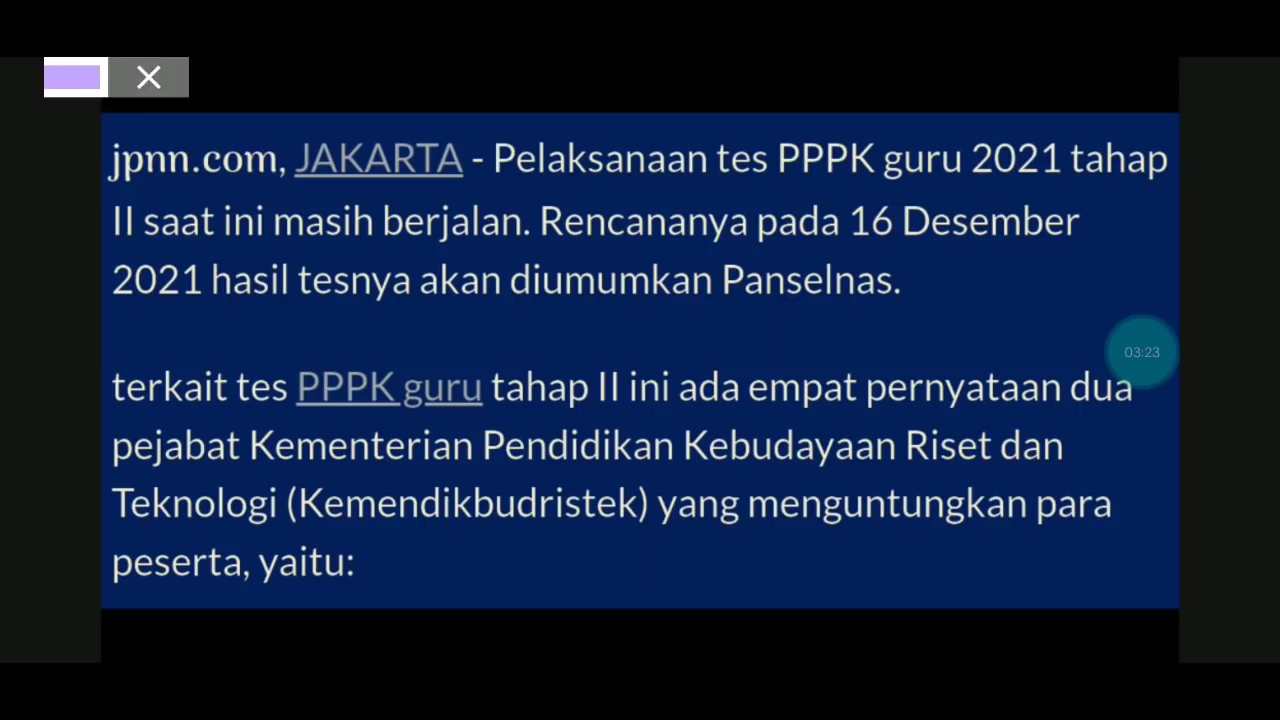 jpnn.com, JAKARTA - Pelaksanaan tes PPPK guru 2021 tahap
II saat ini masih berjalan. Rencananya pada 16 Desember
2021 hasil tesnya akan diumumkan Panselnas.
03:23
terkait tes PPPK guru tahap II ini ada empat pernyataan dua
pejabat Kementerian Pendidikan Kebudayaan Riset dan
Teknologi (Kemendikbudristek) yang menguntungkan para
peserta, yaitu: